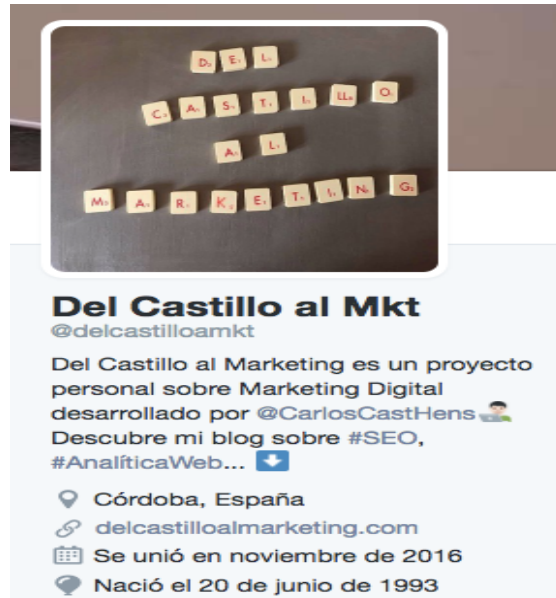 DEL
CASTILLO
AL
MARKETING
Del Castillo al Mkt
@delcastilloamkt
Del Castillo al Marketing es un proyecto
personal sobre Marketing Digital
desarrollado por @CarlosCastHens
Descubre mi blog sobre #SEO,
#AnalíticaWeb...
Córdoba, España
delcastilloalmarketing.com
Se unió en noviembre de 2016
Nació el 20 de junio de 1993